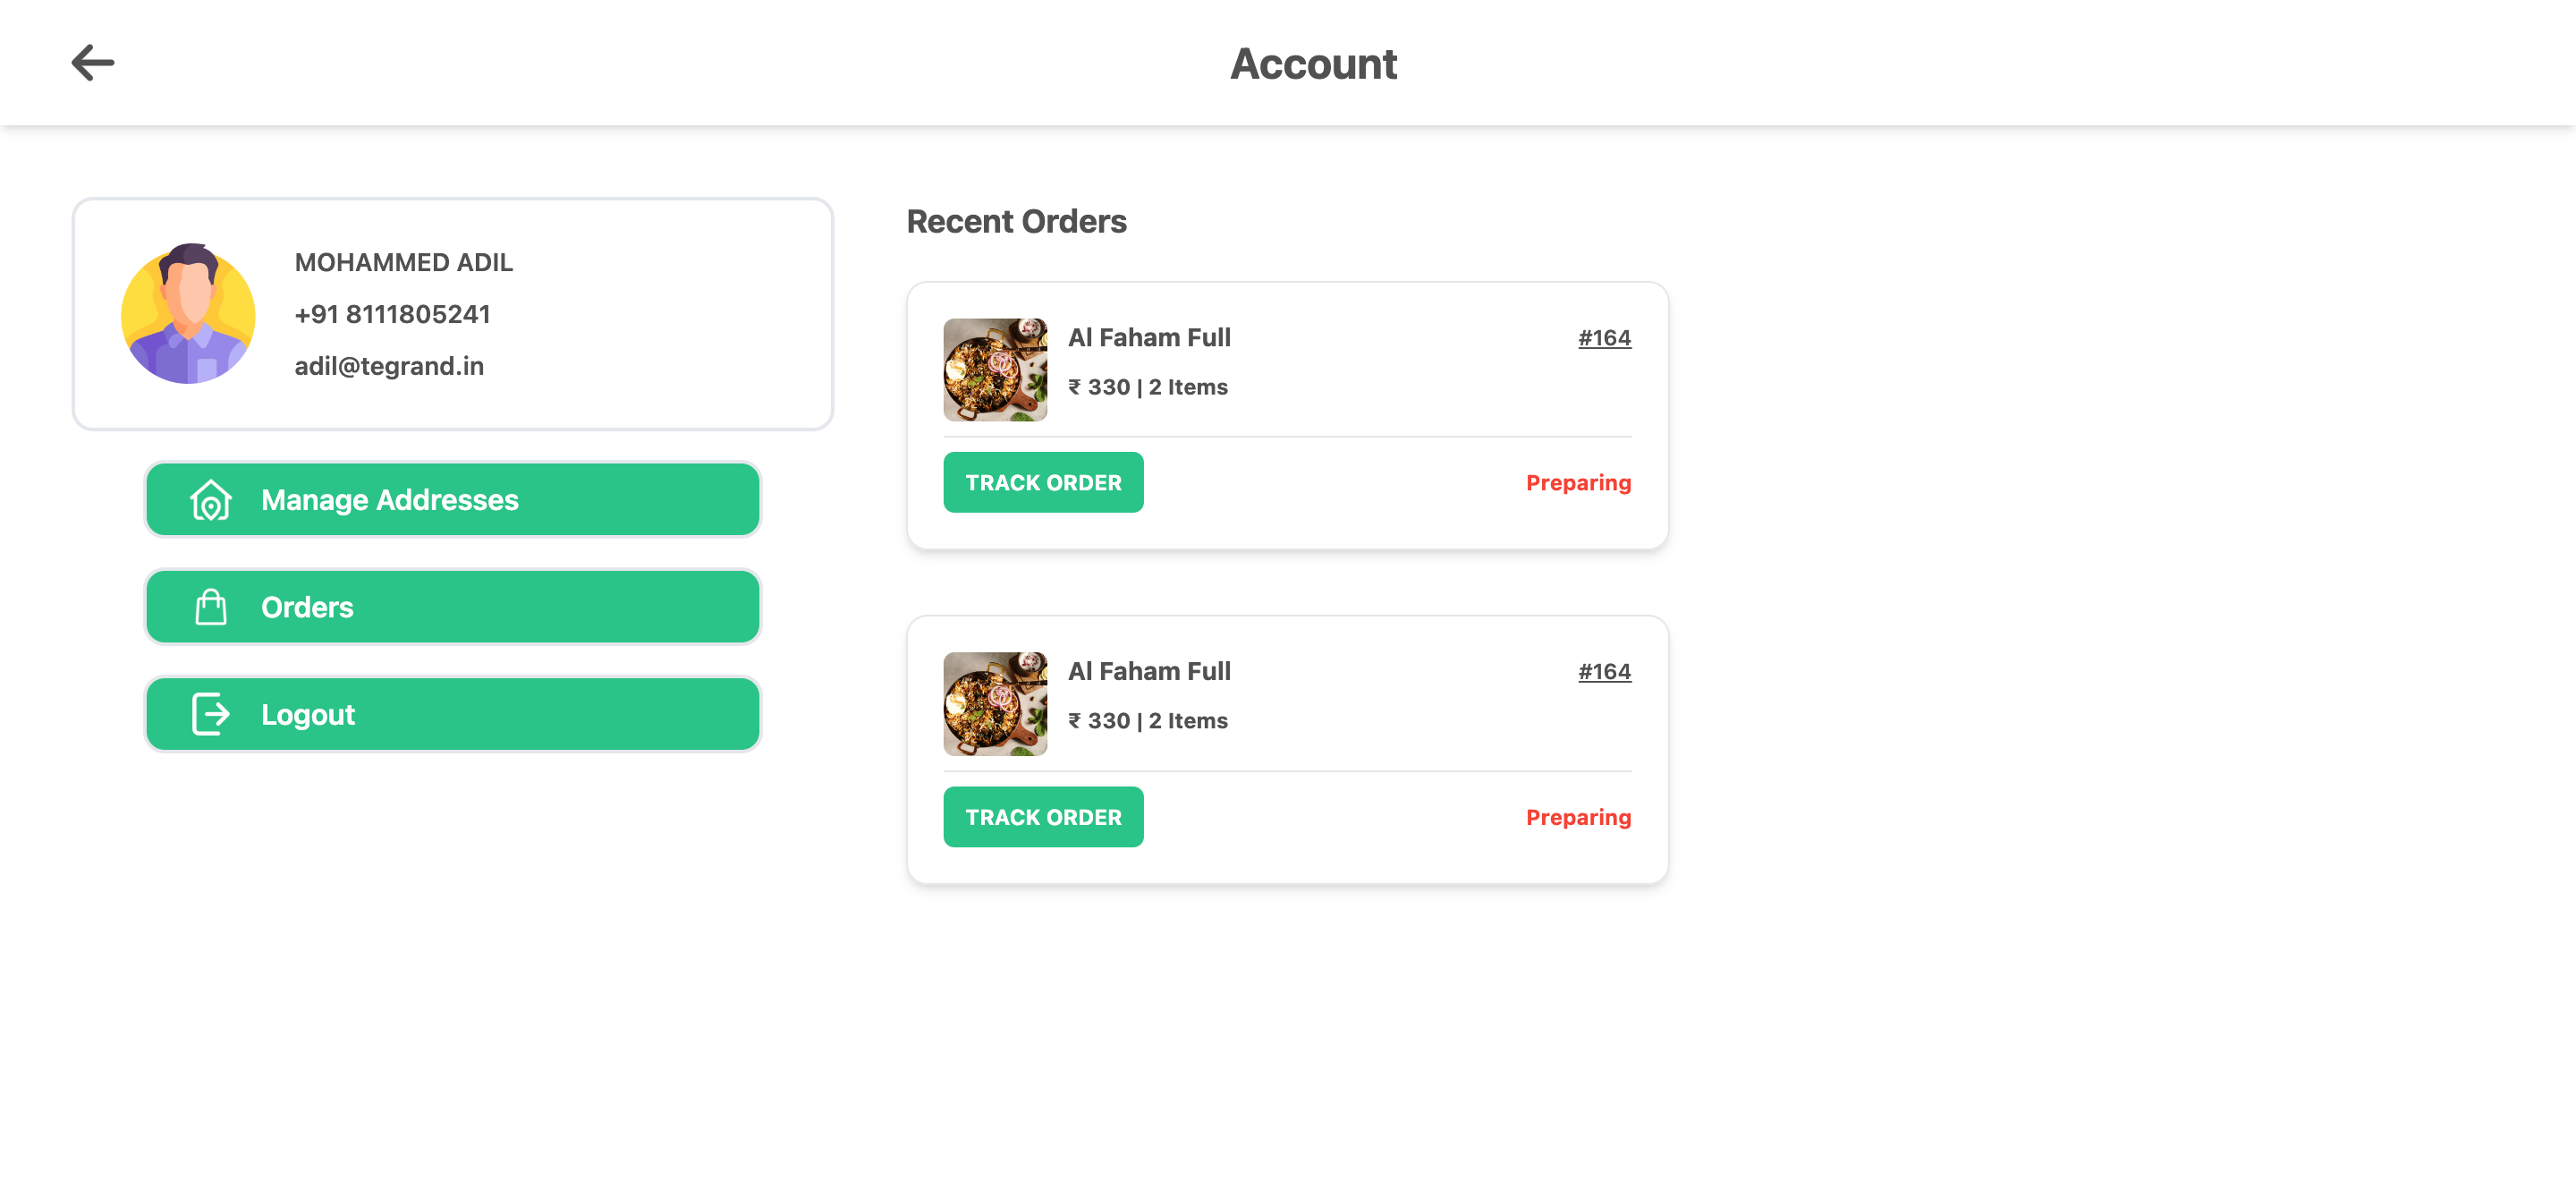 Account
MOHAMMED ADIL
+91 8111805241
adil@tegrand.in
Manage Addresses
Orders
Logout
Recent Orders
Al Faham Full
#164
₹ 330 | 2 Items
TRACK ORDER
Preparing
Al Faham Full
#164
₹ 330 | 2 Items
TRACK ORDER
Preparing